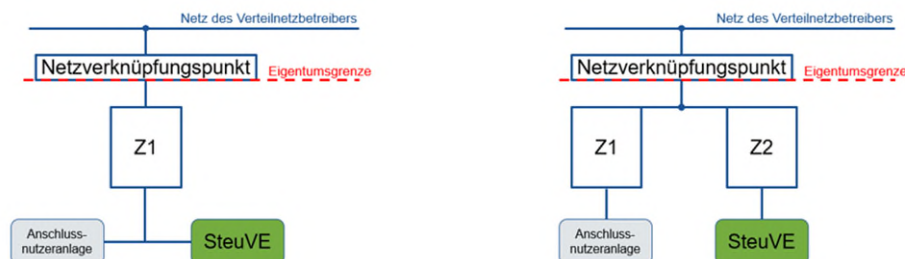 Netz des Verteilnetzbetreibers
Netzverknüpfungspunkt
Eigentumsgrenze
Z1
Anschluss-
nutzeranlage
SteuVE
Netz des Verteilnetzbetreibers
Netzverknüpfungspunkt
Eigentumsgrenze
Z1
Z2
Anschluss-
nutzeranlage
SteuVE